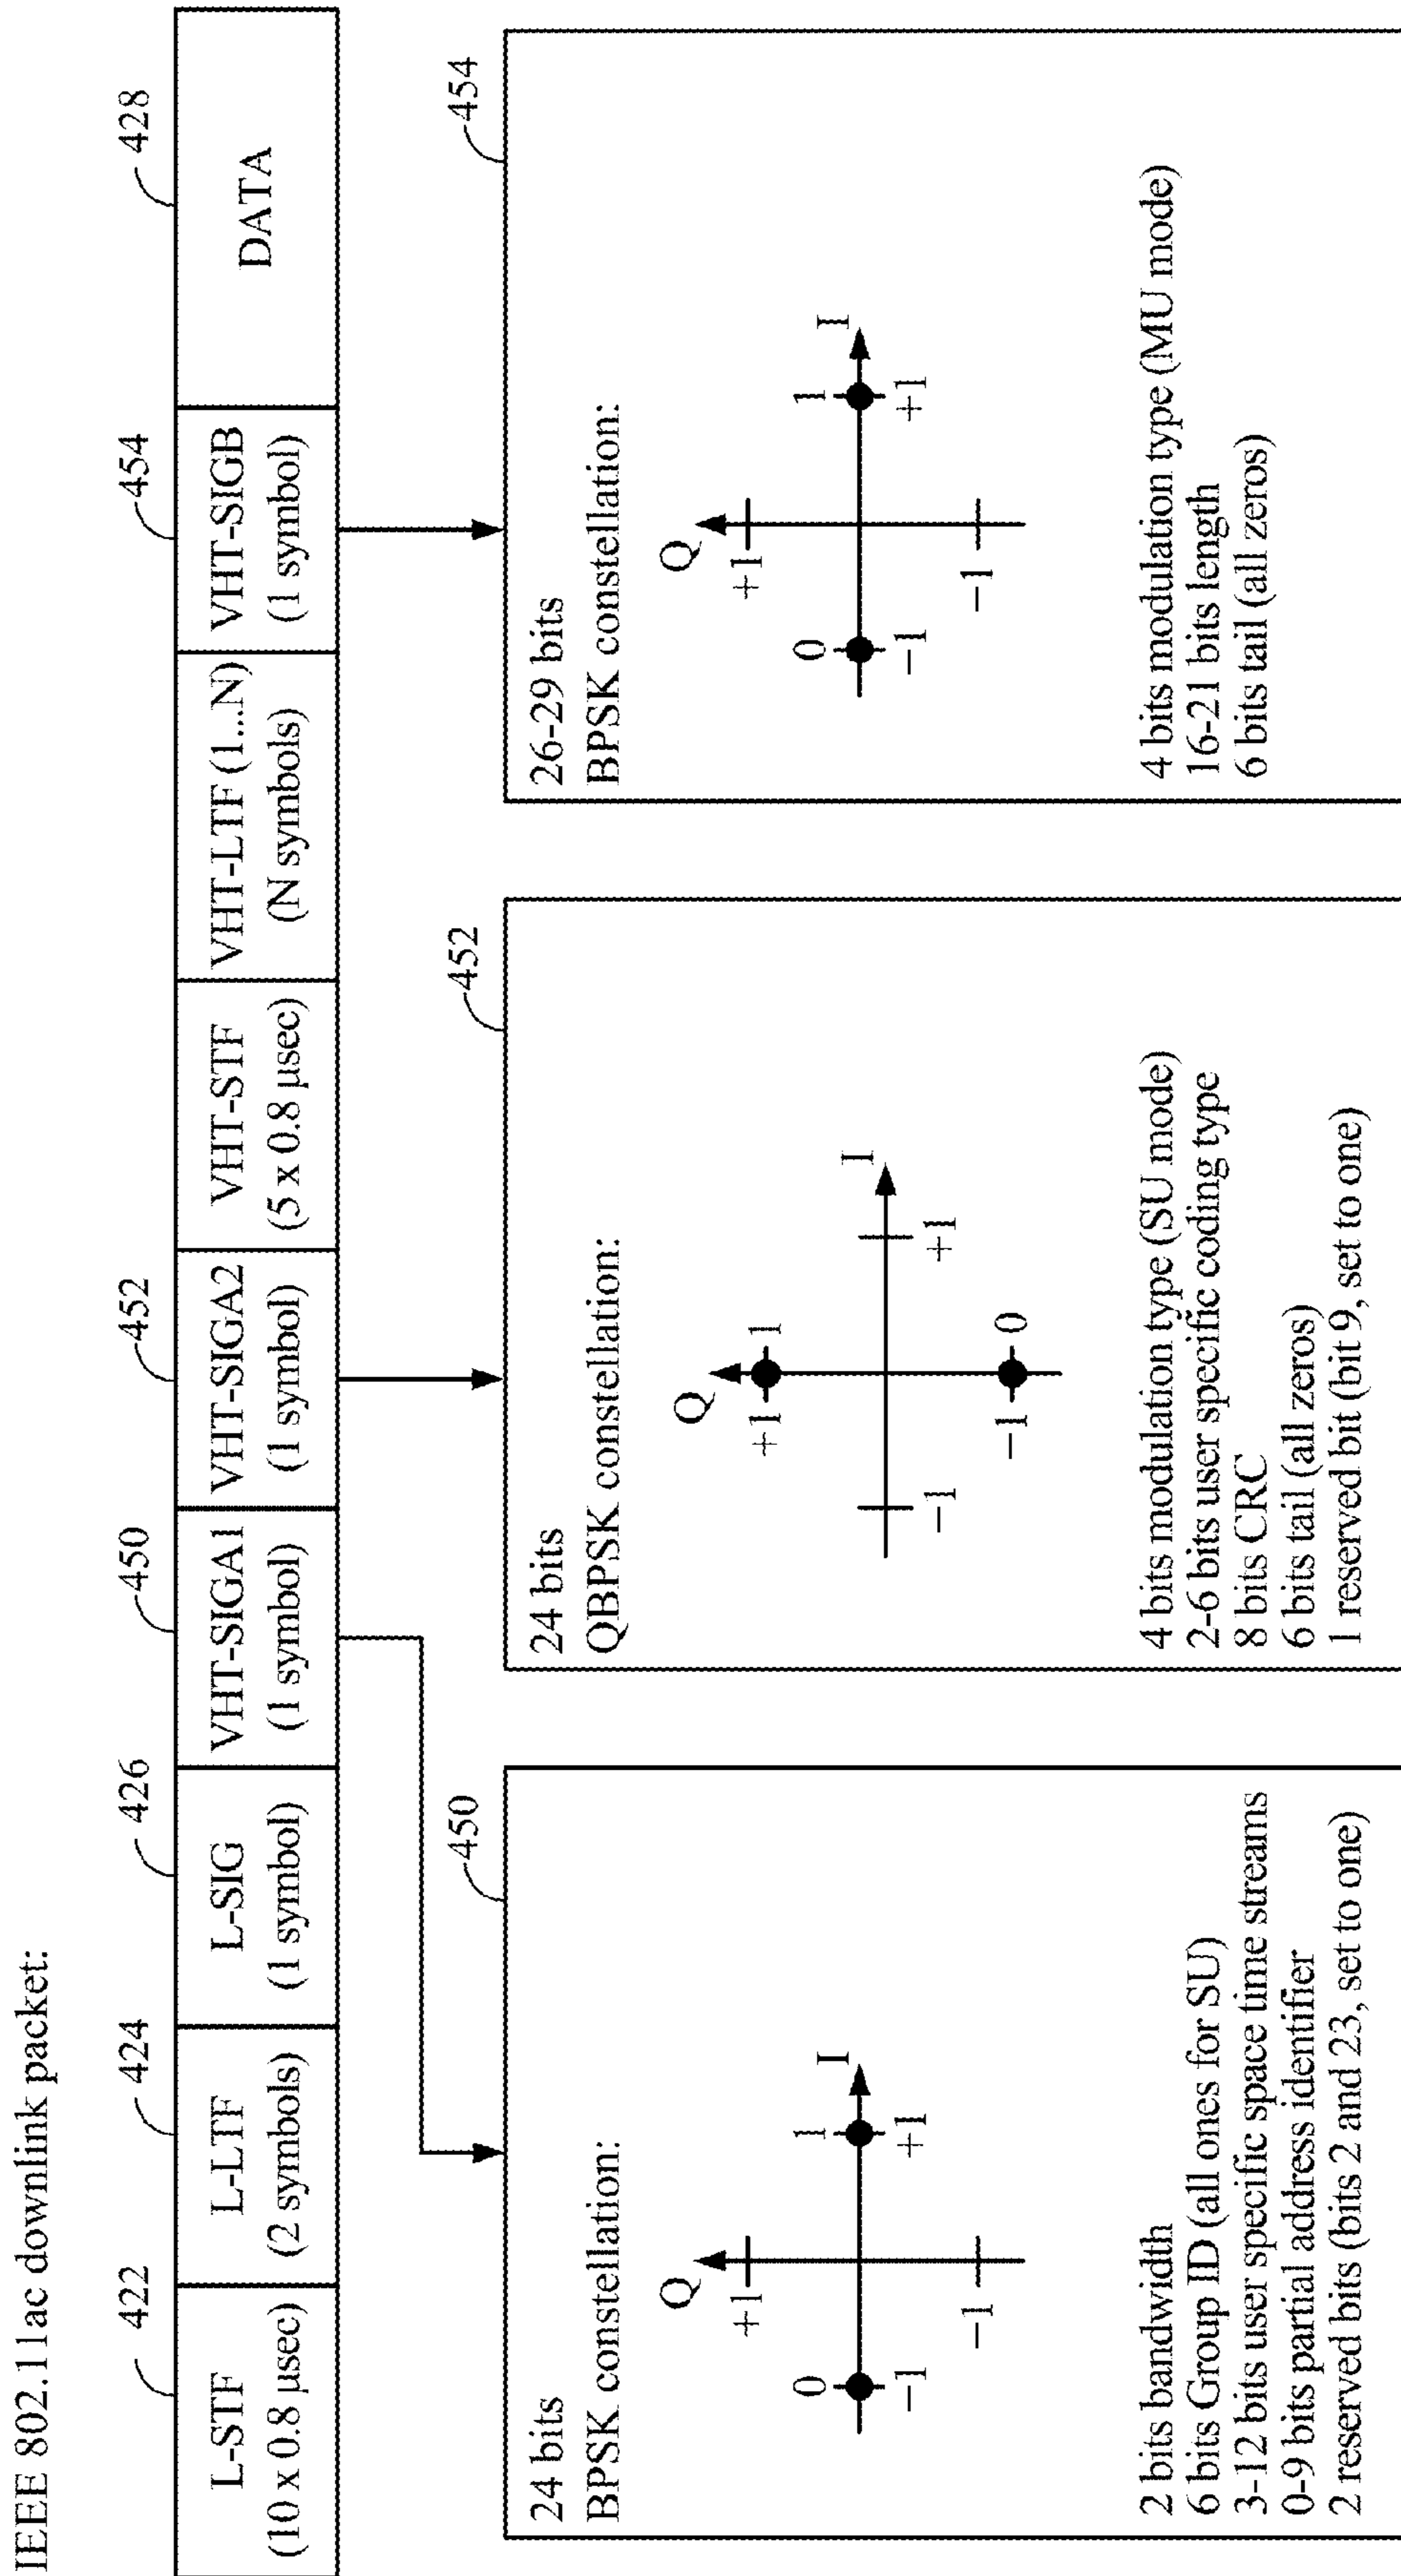 IEEE 802.11ac downlink packet:
422
424
426
450
452
454
428
L-STF
(10 x 0.8 µsec)
L-LTF
(2 symbols)
L-SIG
(1 symbol)
VHT-SIGA1
(1 symbol)
VHT-SIGA2
(1 symbol)
VHT-STF
(5 x 0.8 µsec)
VHT-LTF (1...N)
(N symbols)
VHT-SIGB
(1 symbol)
DATA
450
24 bits
BPSK constellation:
Q
+1
I
0
1
−1
+1
−1
2 bits bandwidth
6 bits Group ID (all ones for SU)
3-12 bits user specific space time streams
0-9 bits partial address identifier
2 reserved bits (bits 2 and 23, set to one)
452
24 bits
QBPSK constellation:
Q
+1
1
I
−1
+1
−1
0
4 bits modulation type (SU mode)
2-6 bits user specific coding type
8 bits CRC
6 bits tail (all zeros)
1 reserved bit (bit 9, set to one)
454
26-29 bits
BPSK constellation:
Q
+1
I
0
1
−1
+1
−1
4 bits modulation type (MU mode)
16-21 bits length
6 bits tail (all zeros)